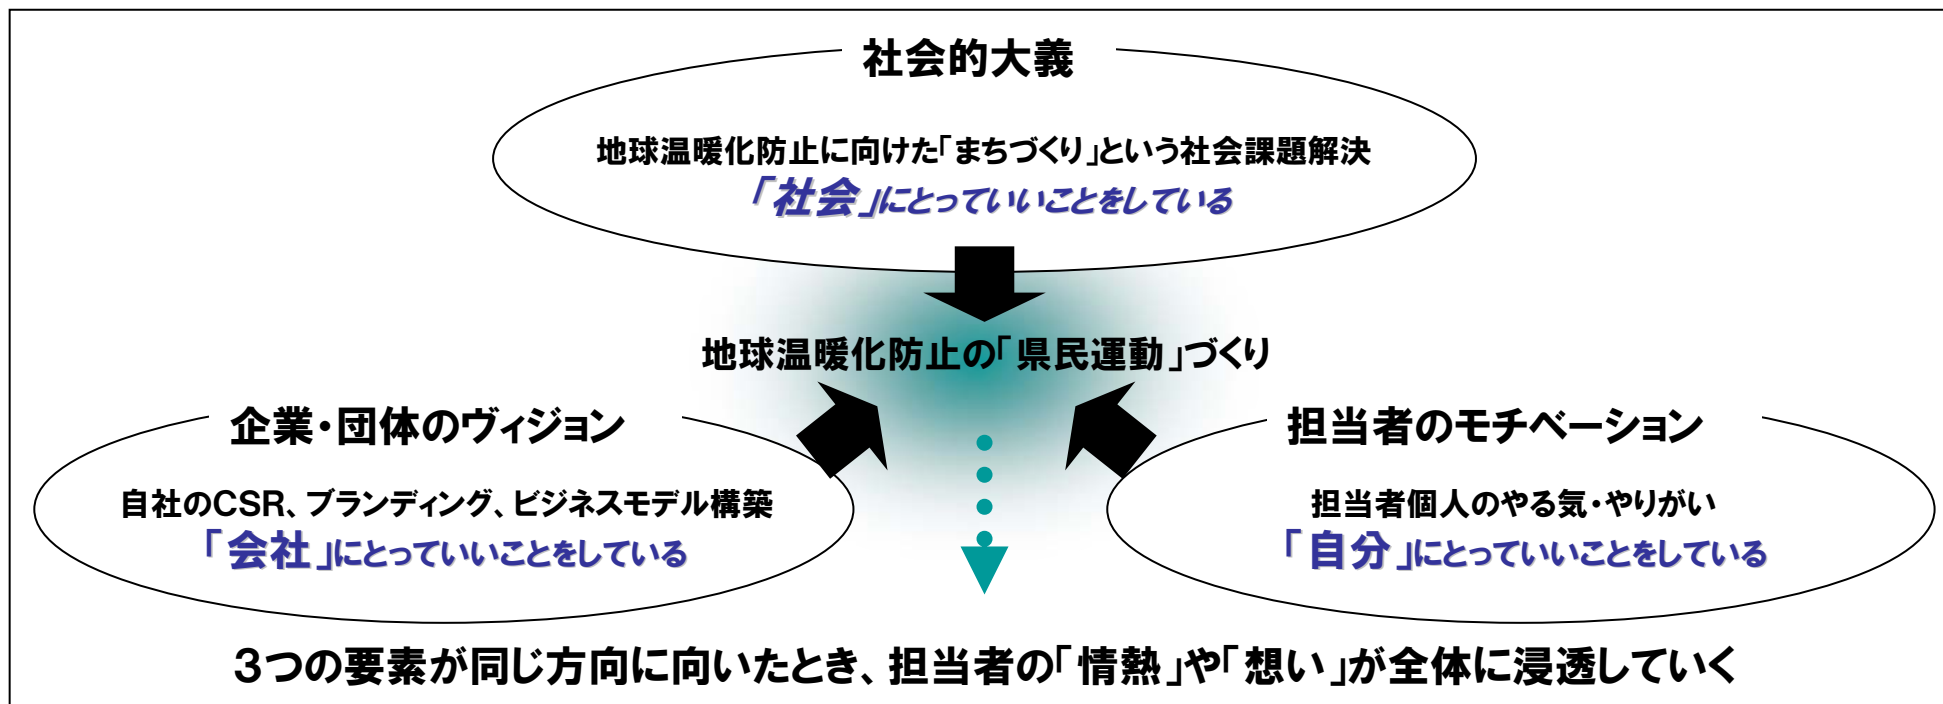 社会的大義
地球温暖化防止に向けた「まちづくり」という社会課題解決
「社会」にとっていいことをしている
地球温暖化防止の「県民運動」づくり
企業・団体のヴィジョン
自社のCSR、ブランディング、ビジネスモデル構築
「会社」にとっていいことをしている
担当者のモチベーション
担当者個人のやる気・やりがい
「自分」にとっていいことをしている
３つの要素が同じ方向に向いたとき、担当者の「情熱」や「想い」が全体に浸透していく